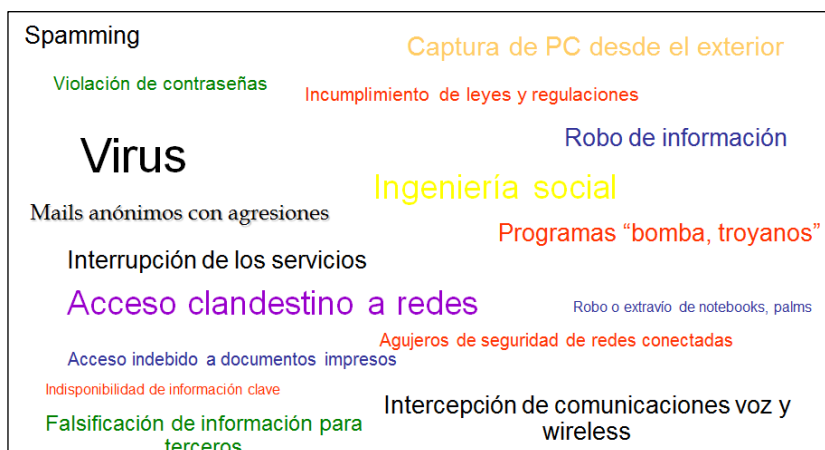 Spamming
Captura de PC desde el exterior
Violación de contraseñas
Incumplimiento de leyes y regulaciones
Robo de información
Virus
Ingeniería social
Mails anónimos con agresiones
Programas “bomba, troyanos”
Interrupción de los servicios
Acceso clandestino a redes
Robo o extravío de notebooks, palms
Agujeros de seguridad de redes conectadas
Acceso indebido a documentos impresos
Indisponibilidad de información clave
Intercepción de comunicaciones voz y
wireless
Falsificación de información para
terceros